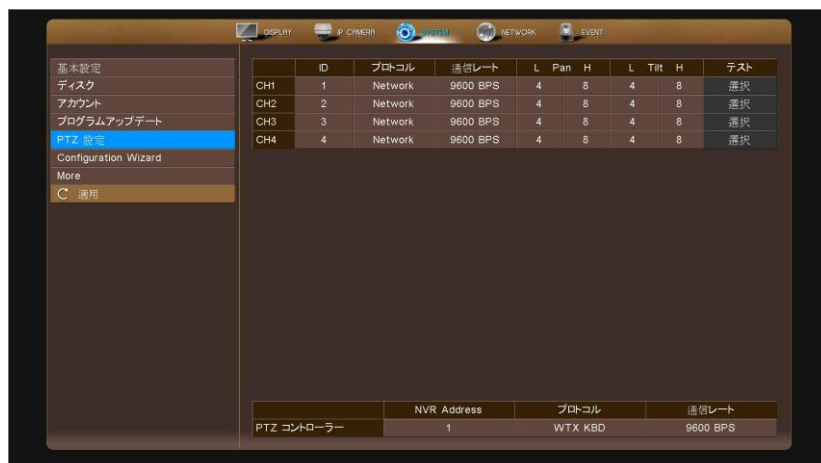 DISPLAY IP CAMERA SYSTEM NETWORK EVENT
基本設定
ディスク
アカウント
プログラムアップデート
PTZ 設定
Configuration Wizard
More
適用
ID プロトコル 通信レート L Pan H L Tilt H テスト
CH1 1 Network 9600 BPS 4 8 4 8 選択
CH2 2 Network 9600 BPS 4 8 4 8 選択
CH3 3 Network 9600 BPS 4 8 4 8 選択
CH4 4 Network 9600 BPS 4 8 4 8 選択
NVR Address プロトコル 通信レート
PTZ コントローラー 1 WTX KBD 9600 BPS